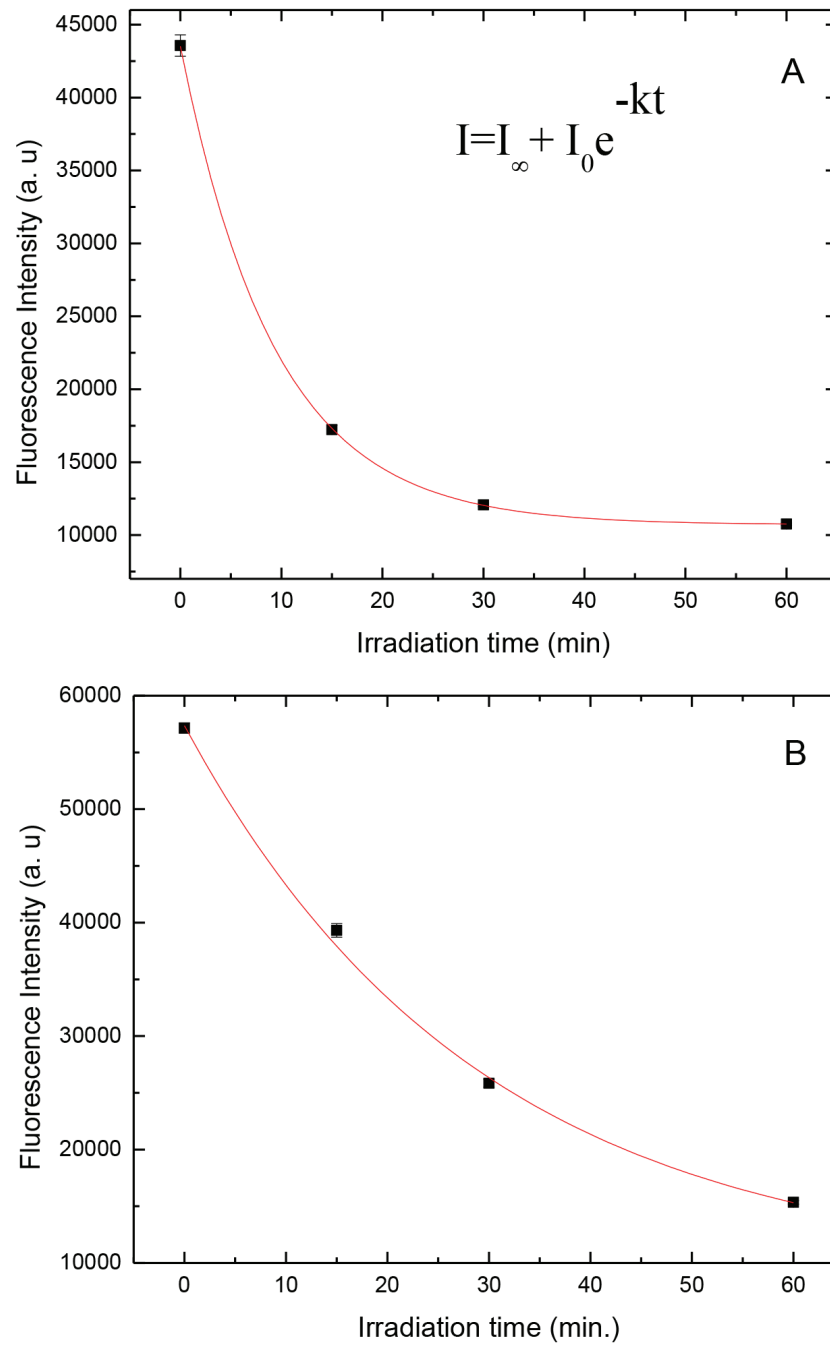 45000
40000
35000
30000
25000
20000
15000
10000
Fluorescence Intensity (a. u)
A
I=I∞+ I0e-kt
0 10 20 30 40 50 60
Irradiation time (min)
60000
50000
40000
30000
20000
10000
Fluorescence Intensity (a. u)
B
0 10 20 30 40 50 60
Irradiation time (min.)